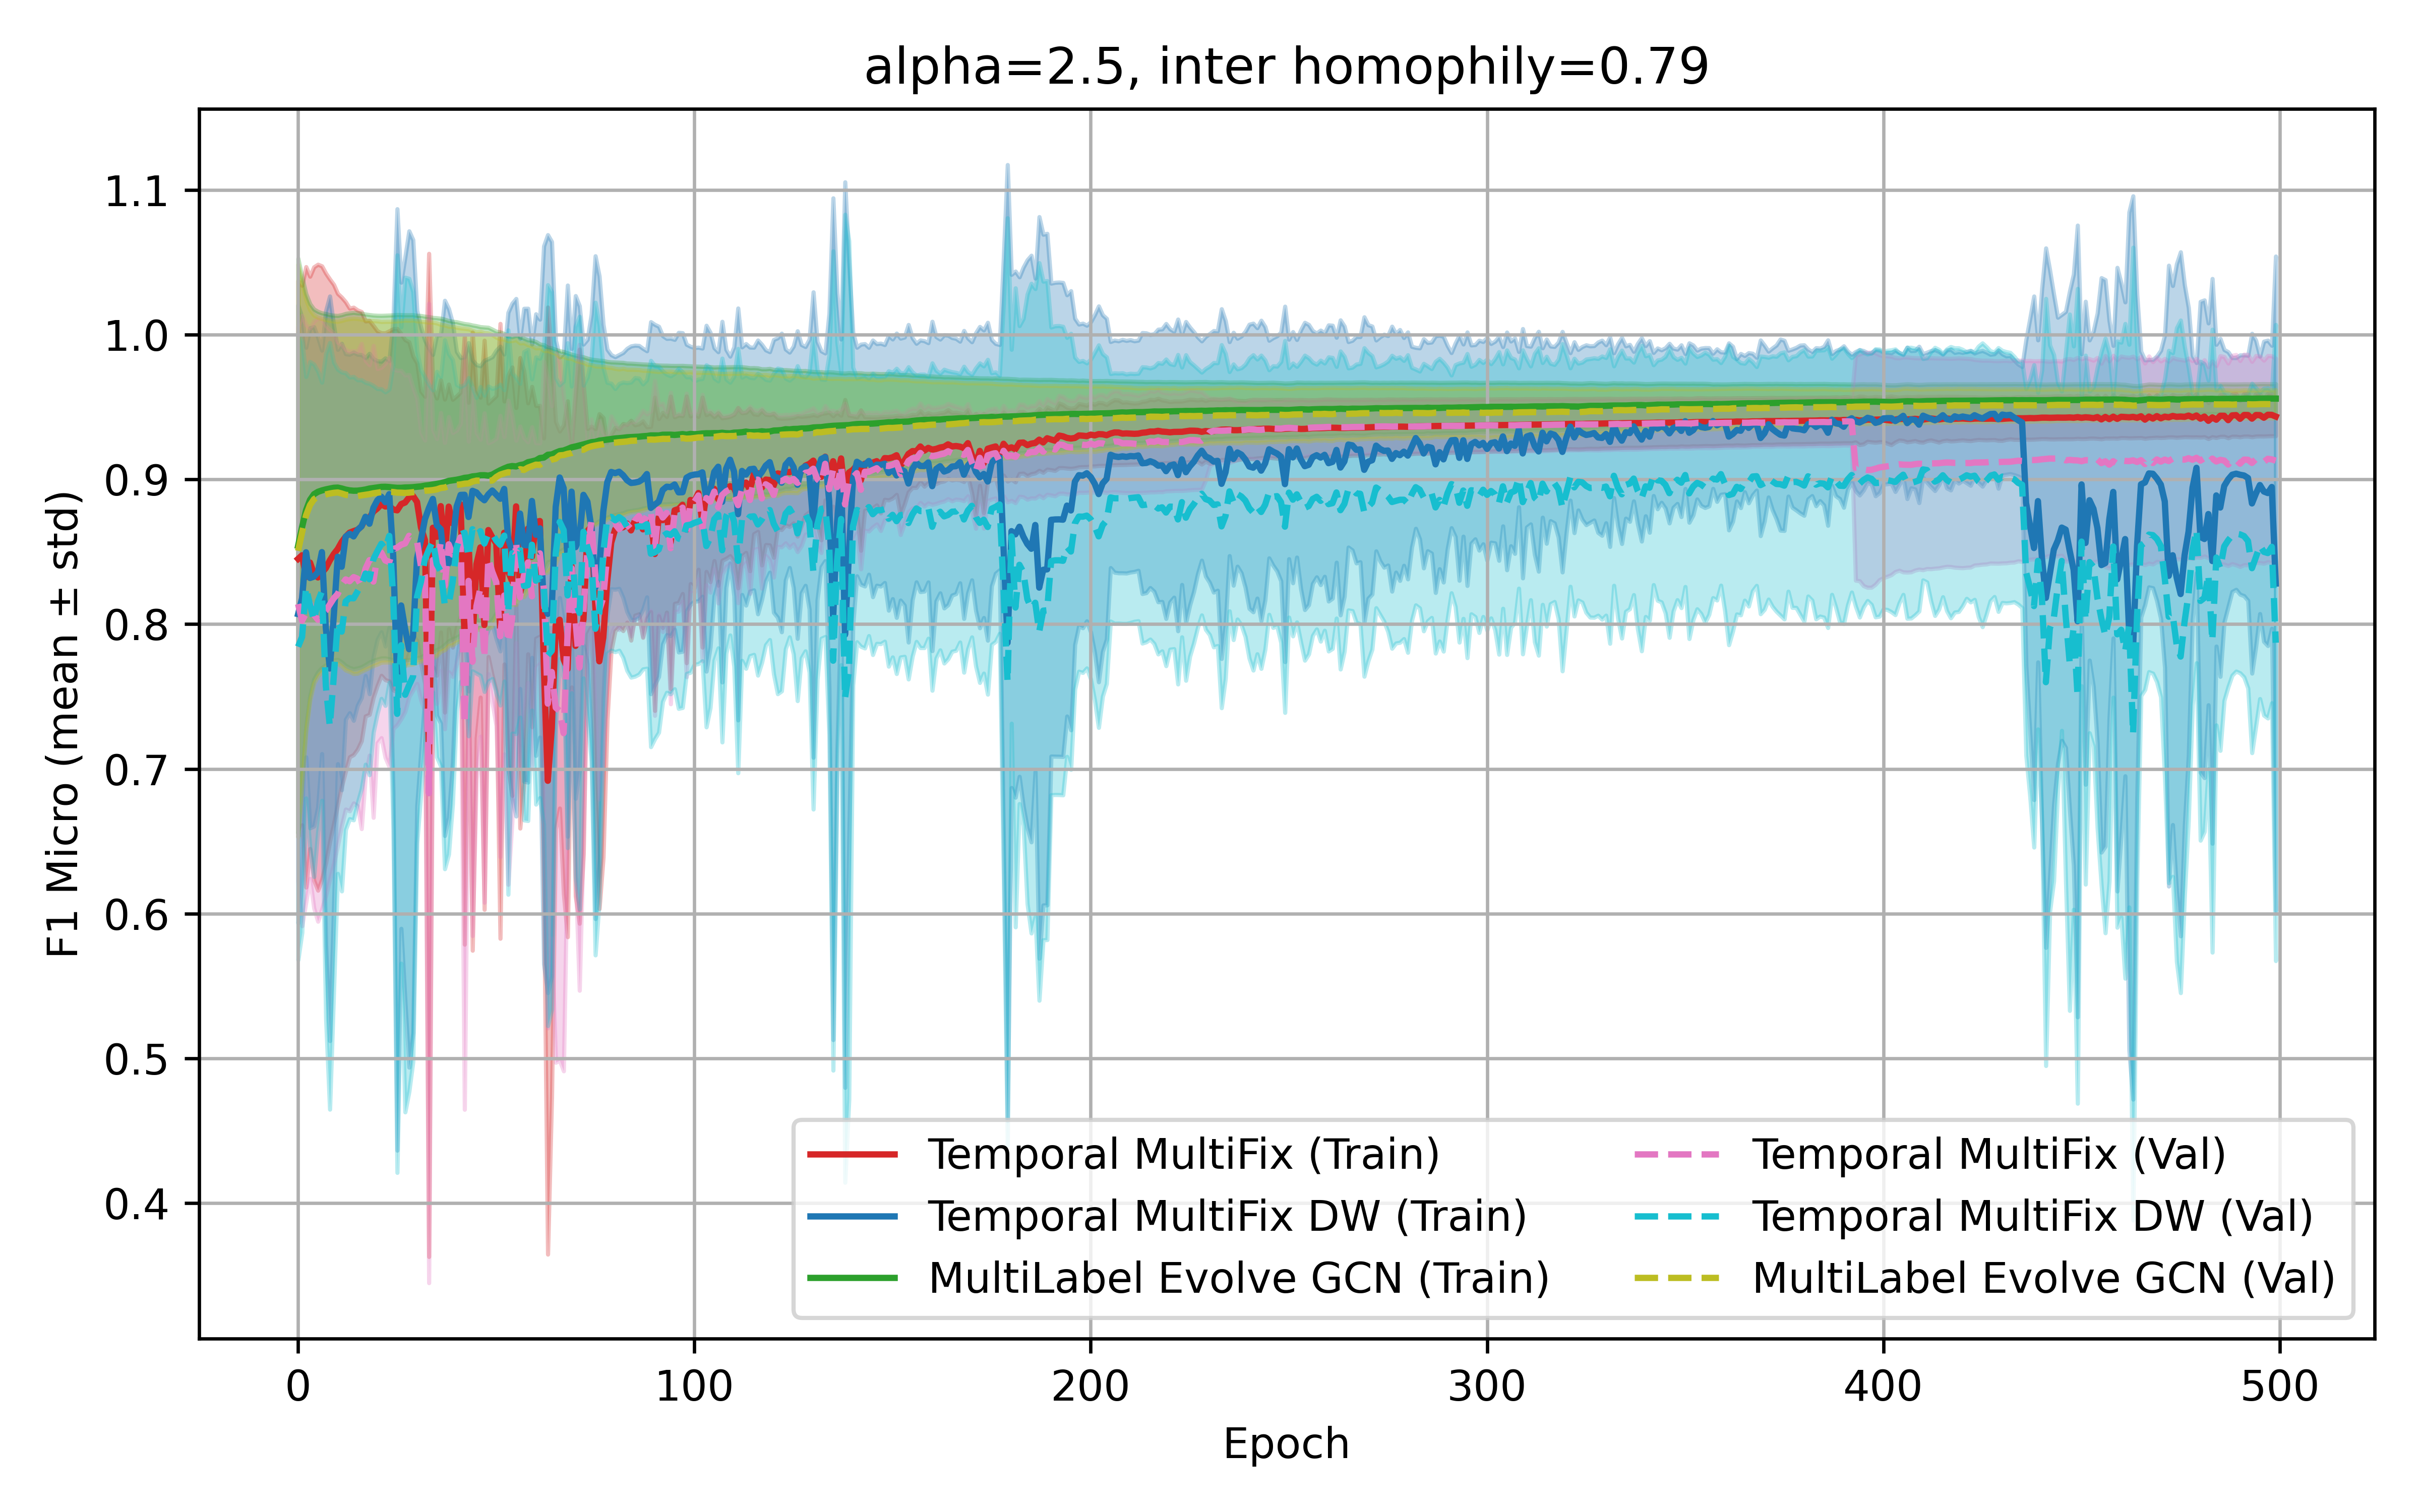 alpha=2.5, inter homophily=0.79
F1 Micro (mean ± std)
1.1
1.0
0.9
0.8
0.7
0.6
0.5
0.4
Temporal MultiFix (Train)
Temporal MultiFix DW (Train)
MultiLabel Evolve GCN (Train)
Temporal MultiFix (Val)
Temporal MultiFix DW (Val)
MultiLabel Evolve GCN (Val)
0 100 200 300 400 500
Epoch